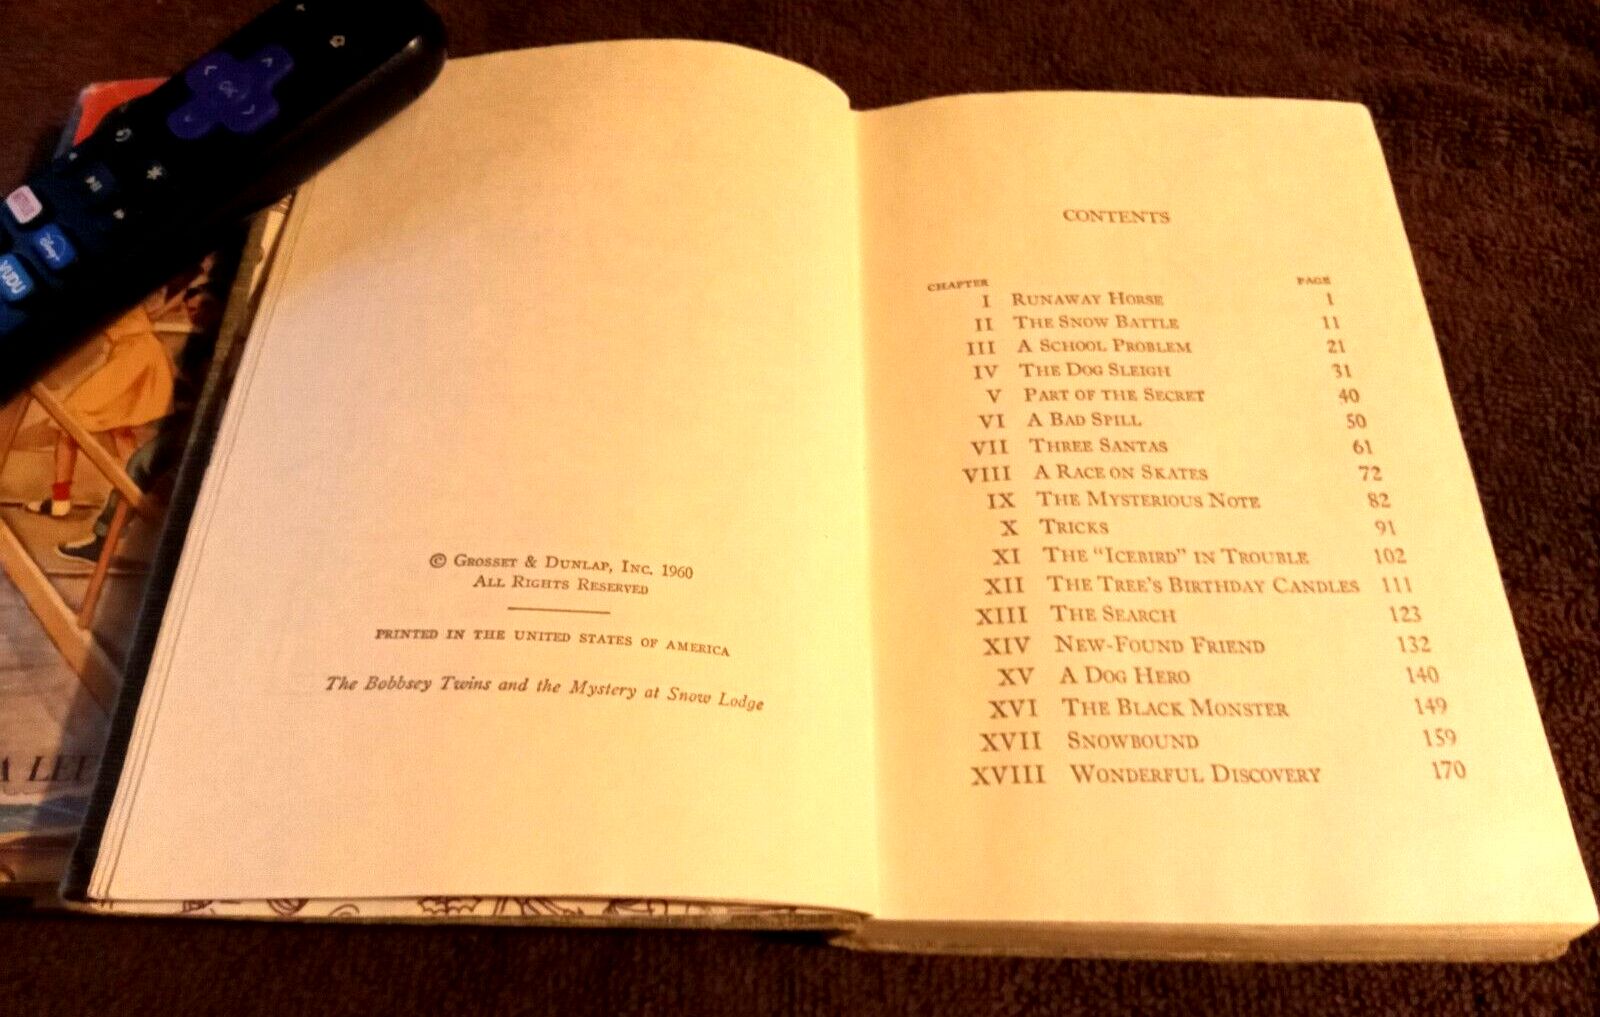 OK
Disney+
VUDU
A LEE
© GROSSET & DUNLAP, INC. 1960
ALL RIGHTS RESERVED
PRINTED IN THE UNITED STATES OF AMERICA
The Bobbsey Twins and the Mystery at Snow Lodge
CONTENTS
CHAPTER PAGE
I RUNAWAY HORSE 1
II THE SNOW BATTLE 11
III A SCHOOL PROBLEM 21
IV THE DOG SLEIGH 31
V PART OF THE SECRET 40
VI A BAD SPILL 50
VII THREE SANTAS 61
VIII A RACE ON SKATES 72
IX THE MYSTERIOUS NOTE 82
X TRICKS 91
XI THE "ICEBIRD" IN TROUBLE 102
XII THE TREE'S BIRTHDAY CANDLES 111
XIII THE SEARCH 123
XIV NEW-FOUND FRIEND 132
XV A DOG HERO 140
XVI THE BLACK MONSTER 149
XVII SNOWBOUND 159
XVIII WONDERFUL DISCOVERY 170